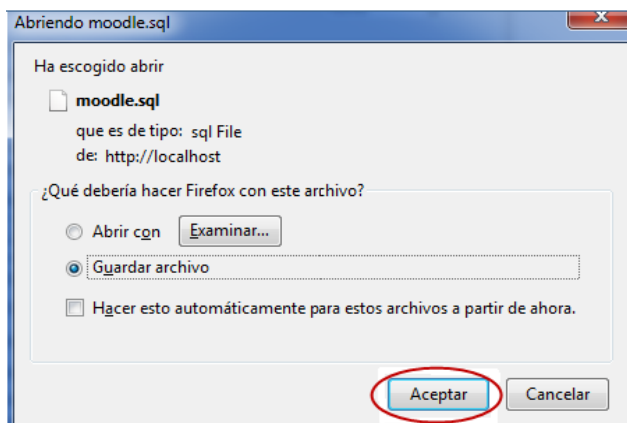 Abriendo moodle.sql
Ha escogido abrir
moodle.sql
que es de tipo: sql File
de: http://localhost
¿Qué debería hacer Firefox con este archivo?
Abrir con Examinar...
Guardar archivo
Hacer esto automáticamente para estos archivos a partir de ahora.
Aceptar Cancelar